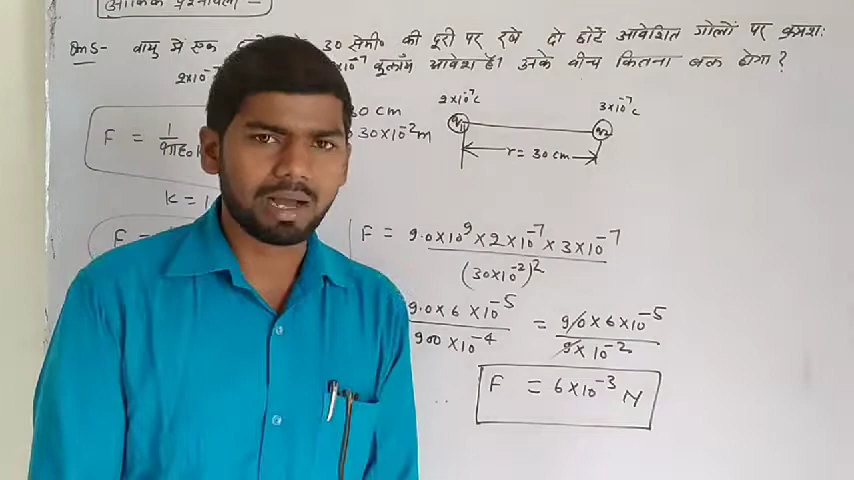 आंकिक प्रश्नावली -
Qns- वायु में एक 30 सेमी० की दूरी पर रखे दो छोटे आवेशित गोलों पर क्रमशः
2×10⁻⁷ ×10⁻⁷ कूलॉम आवेश है। उनके बीच कितना बल होगा?
2×10⁻⁷c 3×10⁻⁷c
30 cm q₁ q₂
30×10⁻²m
r = 30 cm
F = 1
K = 1
F = 9.0×10⁹×2×10⁻⁷×3×10⁻⁷
(30×10⁻²)²
9.0×6×10⁻⁵ = 9.0×6×10⁻⁵
900×10⁻⁴ 9×10⁻²
F = 6×10⁻³ N